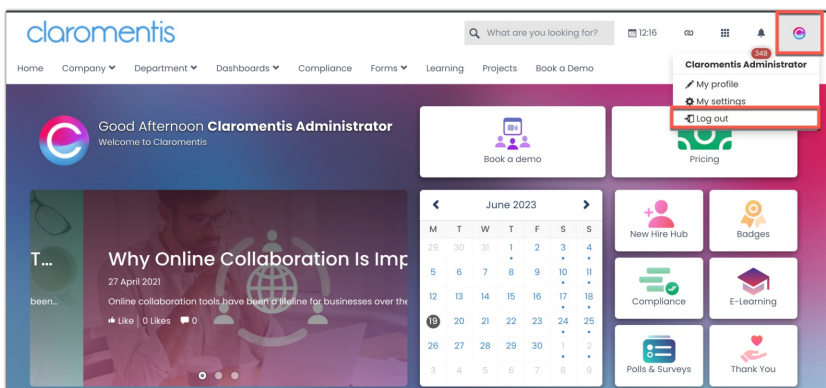 claromentis
What are you looking for?
12:16
348
Home Company Department Dashboards Compliance Forms Learning Projects Book a Demo
Claromentis Administrator
My profile
My settings
Log out
Good Afternoon Claromentis Administrator
Welcome to Claromentis
Book a demo
Pricing
T...
been...
Why Online Collaboration Is Imp
27 April 2021
Online collaboration tools have been a lifeline for businesses over the
Like 0 Likes 0
June 2023
M T W T F S S
29 30 31 1 2 3 4
5 6 7 8 9 10 11
12 13 14 15 16 17 18
19 20 21 22 23 24 25
26 27 28 29 30 1 2
3 4 5 6 7 8 9
New Hire Hub
Badges
Compliance
E-Learning
Polls & Surveys
Thank You